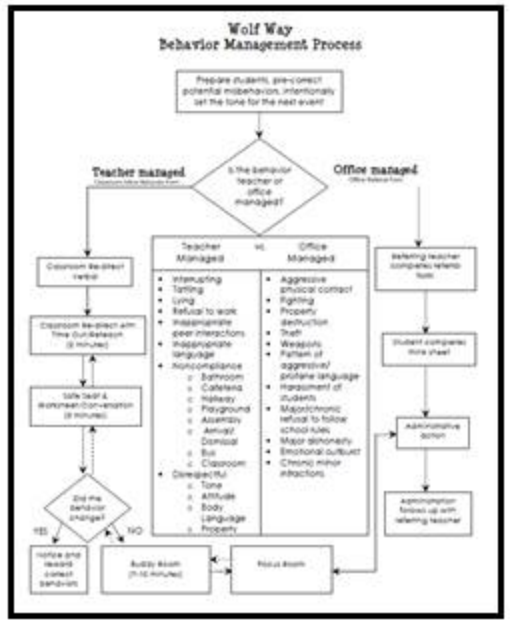 Wolf Way
Behavior Management Process
Prepare students, pre-correct
potential misbehaviors, intentionally
set the tone for the next event
Is the behavior
teacher or
office
managed?
Teacher managed
Office managed
Office Referral Form
Teacher
Managed
vs.
Office
Managed
Interrupting
Tattling
Lying
Refusal to work
Inappropriate
peer interactions
Inappropriate
language
Noncompliance
Bathroom
Cafeteria
Hallway
Playground
Assembly
Arrival/
Dismissal
Bus
Classroom
Disrespectful
Tone
Attitude
Body
Language
Property
Aggressive
physical contact
Fighting
Property
destruction
Theft
Weapons
Pattern of
aggressive/
profane language
Harassment of
students
Major/chronic
refusal to follow
school rules
Major dishonesty
Emotional outburst
Chronic minor
infractions
Classroom Re-direct
Verbal
Classroom Re-direct with
Time Out/Reteach
(5 minutes)
Safe Seat &
Worksheet/Conversation
Did the
behavior
change?
YES
NO
Notice and
reward
correct
behaviors
Buddy Room
(7-10 minutes)
Focus Room
Referring teacher
completes referral
form
Student completes
sheet
Administrative
action
Administration
follows up with
referring teacher